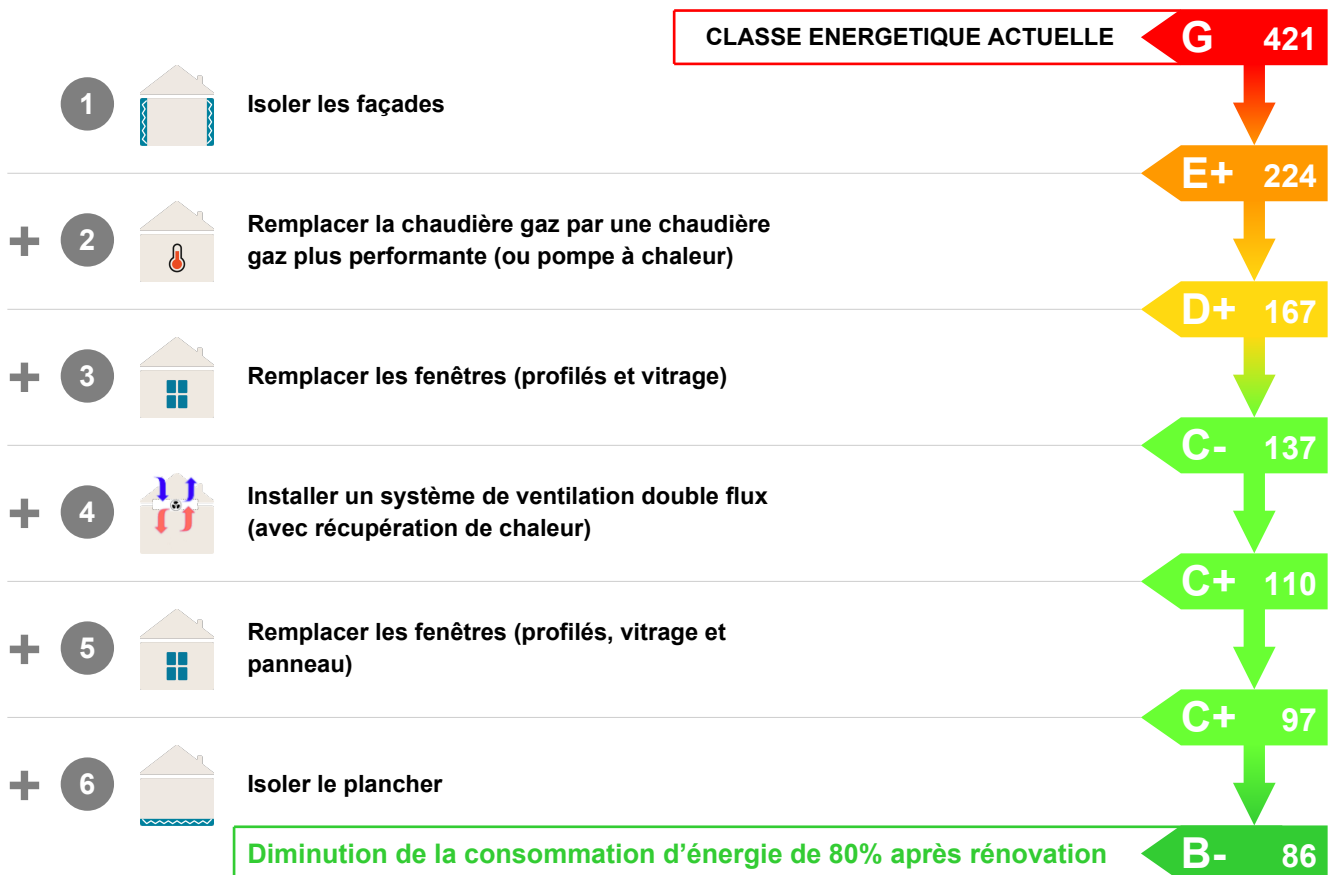 CLASSE ENERGETIQUE ACTUELLE G 421
1 Isoler les façades
E+ 224
+ 2 Remplacer la chaudière gaz par une chaudière
gaz plus performante (ou pompe à chaleur)
D+ 167
+ 3 Remplacer les fenêtres (profilés et vitrage)
C- 137
+ 4 Installer un système de ventilation double flux
(avec récupération de chaleur)
C+ 110
+ 5 Remplacer les fenêtres (profilés, vitrage et
panneau)
C+ 97
+ 6 Isoler le plancher
Diminution de la consommation d’énergie de 80% après rénovation B- 86